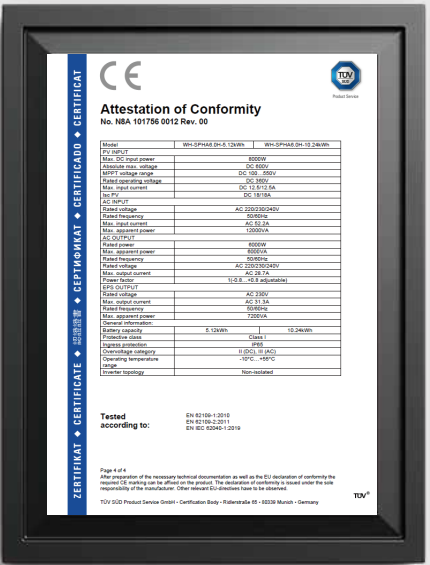 CE
TÜV
SÜD
Product Service
Attestation of Conformity
No. N8A 101756 0012 Rev. 00
Model WH-SPHA6.0H-5.12kWh WH-SPHA6.0H-10.24kWh
PV INPUT
Max. DC input power 8000W
Absolute max. voltage DC 600V
MPPT voltage range DC 100...550V
Rated operating voltage DC 360V
Max. input current DC 12.5/12.5A
Isc PV DC 18/18A
AC INPUT
Rated voltage AC 220/230/240V
Rated frequency 50/60Hz
Max. input current AC 52.2A
Max. apparent power 12000VA
AC OUTPUT
Rated power 6000W
Max. apparent power 6000VA
Rated frequency 50/60Hz
Rated voltage AC 220/230/240V
Max. output current AC 28.7A
Power factor 1(-0.8...+0.8 adjustable)
EPS OUTPUT
Rated voltage AC 230V
Max. output current AC 31.3A
Rated frequency 50/60Hz
Max. apparent power 7200VA
General information:
Battery capacity 5.12kWh 10.24kWh
Protective class Class I
Ingress protection IP65
Overvoltage category II (DC), III (AC)
Operating temperature range -10°C...+55°C
Inverter topology Non-isolated
Tested
according to:
EN 62109-1:2010
EN 62109-2:2011
EN IEC 62040-1:2019
Page 4 of 4
After preparation of the necessary technical documentation as well as the EU declaration of conformity the
required CE marking can be affixed on the product. The declaration of conformity is issued under the sole
responsibility of the manufacturer. Other relevant EU-directives have to be observed.
TÜV SÜD Product Service GmbH • Certification Body • Ridlerstraße 65 • 80339 Munich • Germany
TÜV®
ZERTIFIKAT ◆ CERTIFICATE ◆ 認證證書 ◆ СЕРТИФИКАТ ◆ CERTIFICADO ◆ CERTIFICAT